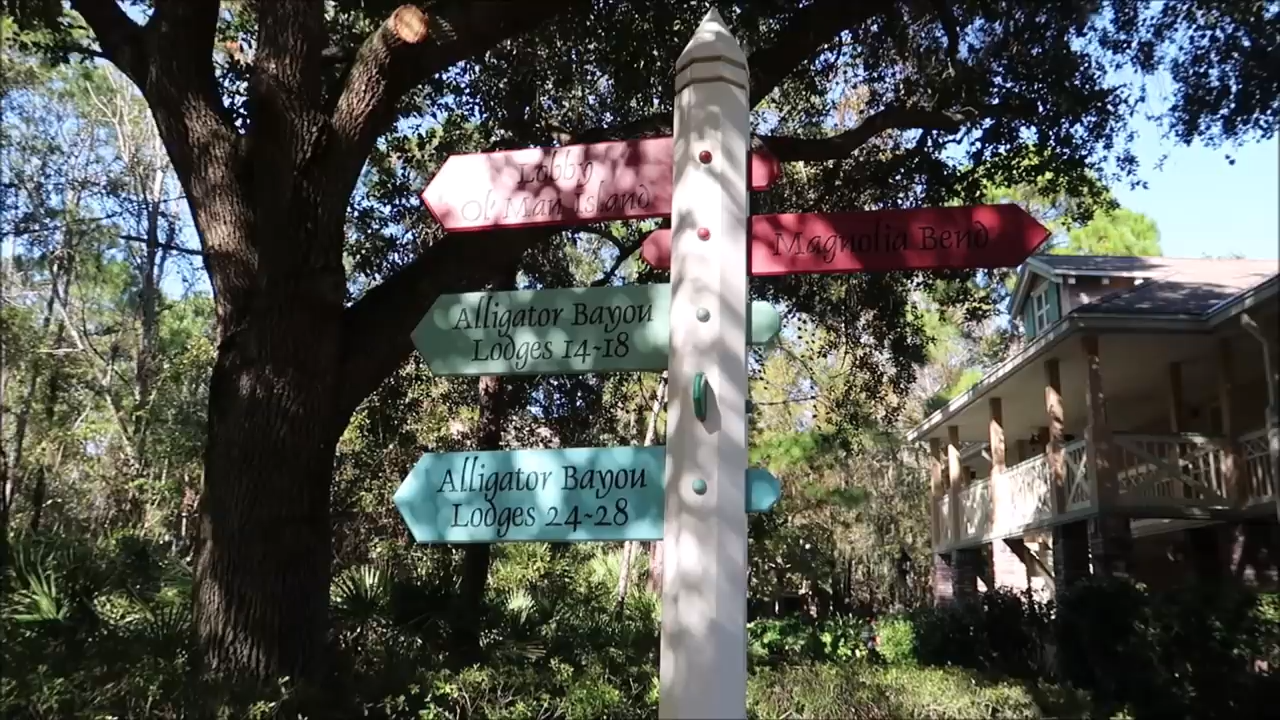 Lobby
Ol' Man Island
Magnolia Bend
Alligator Bayou
Lodges 14~18
Alligator Bayou
Lodges 24~28